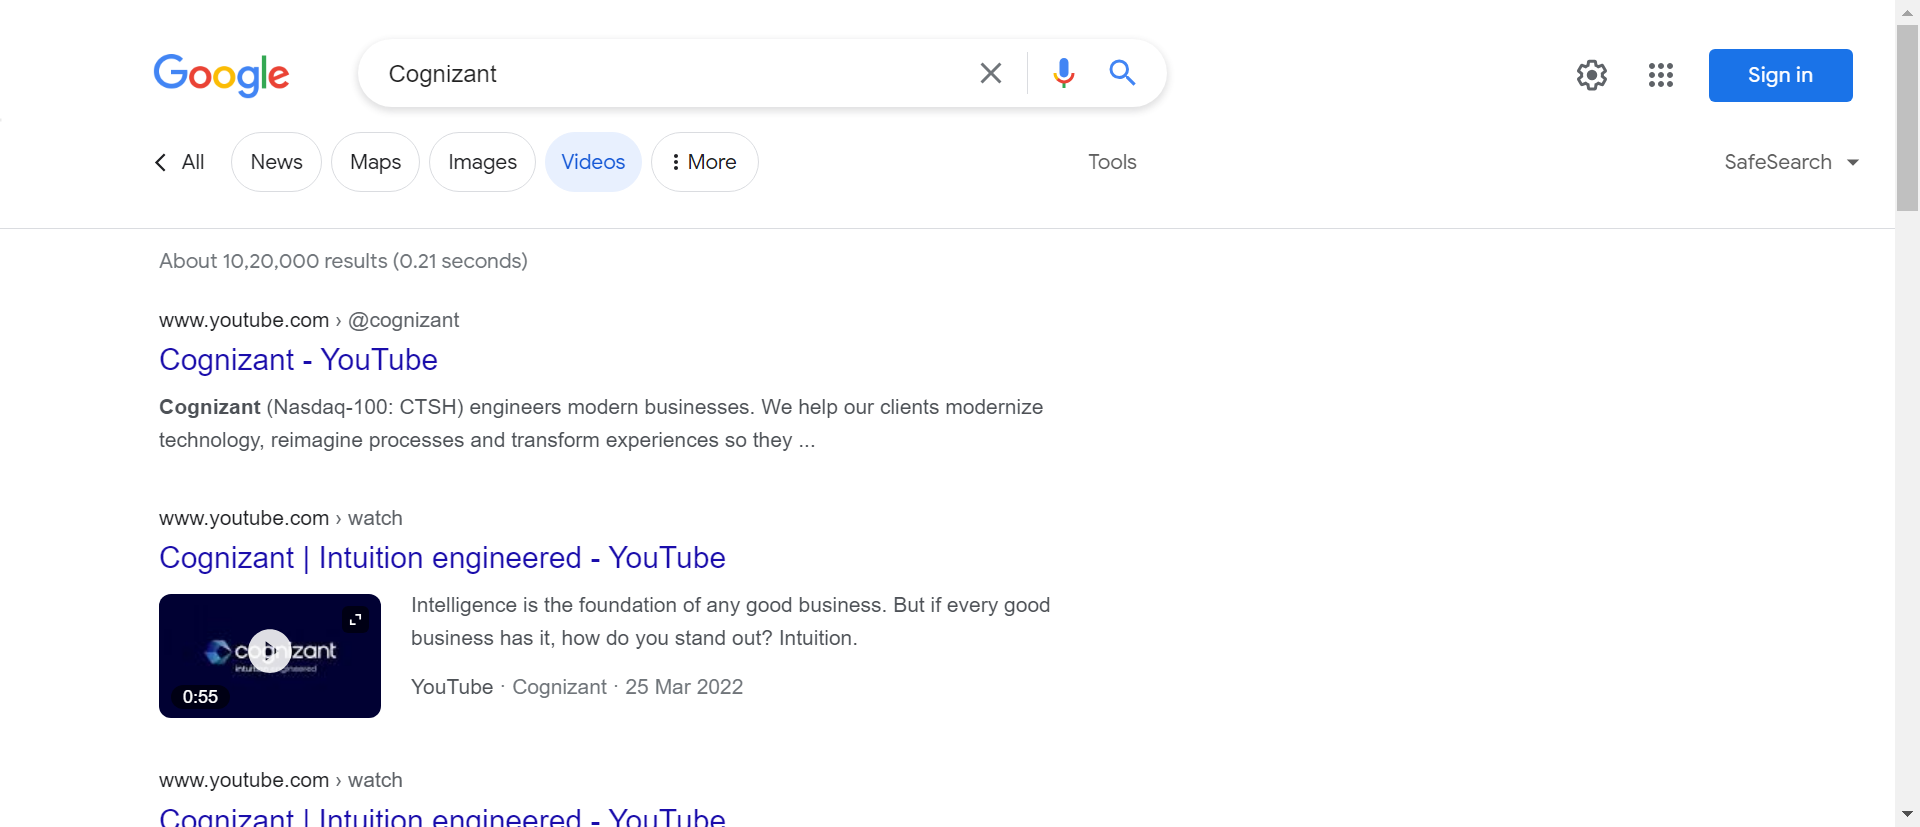 Google
Cognizant
Sign in
All
News
Maps
Images
Videos
More
Tools
SafeSearch
About 10,20,000 results (0.21 seconds)
www.youtube.com › @cognizant
Cognizant - YouTube
Cognizant (Nasdaq-100: CTSH) engineers modern businesses. We help our clients modernize
technology, reimagine processes and transform experiences so they ...
www.youtube.com › watch
Cognizant | Intuition engineered - YouTube
cognizant
0:55
Intelligence is the foundation of any good business. But if every good
business has it, how do you stand out? Intuition.
YouTube · Cognizant · 25 Mar 2022
www.youtube.com › watch
Cognizant | Intuition engineered - YouTube